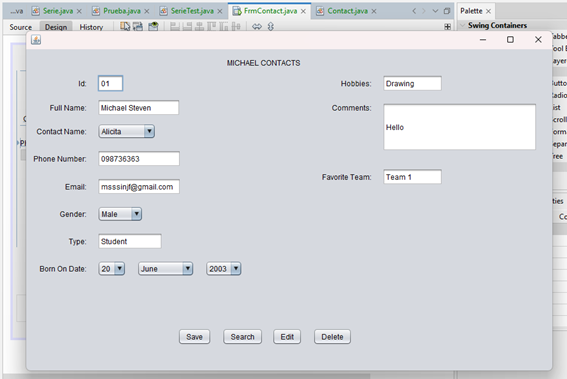 ...va Serie.java Prueba.java SerieTest.java FrmContact.java Contact.java Palette
Source Design History Swing Containers
MICHAEL CONTACTS
Id: 01
Hobbies: Drawing
Full Name: Michael Steven
Comments: Hello
Contact Name: Alicita
Phone Number: 098736363
Favorite Team: Team 1
Email: msssinjf@gmail.com
Gender: Male
Type: Student
Born On Date: 20 June 2003
Save Search Edit Delete